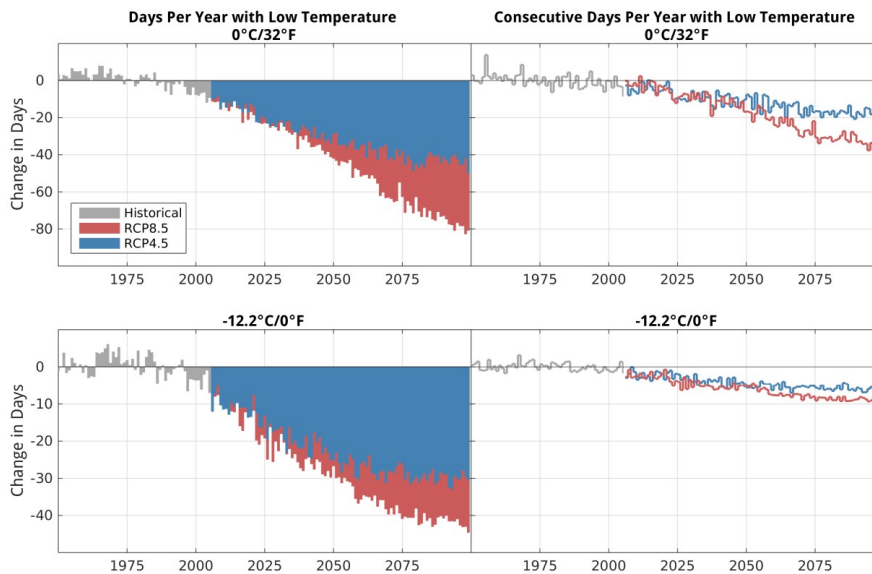 Days Per Year with Low Temperature
0°C/32°F
Consecutive Days Per Year with Low Temperature
0°C/32°F
Change in Days
0
-20
-40
-60
-80
Historical
RCP8.5
RCP4.5
1975
2000
2025
2050
2075
1975
2000
2025
2050
2075
-12.2°C/0°F
-12.2°C/0°F
Change in Days
0
-10
-20
-30
-40
1975
2000
2025
2050
2075
1975
2000
2025
2050
2075